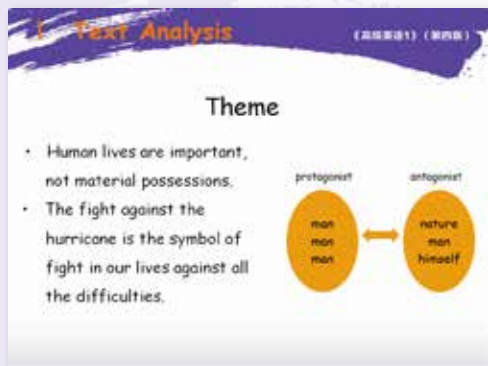 I Text Analysis
《高级英语1》（第四版）
Theme
• Human lives are important,
not material possessions.
• The fight against the
hurricane is the symbol of
fight in our lives against all
the difficulties.
protagonist
man
man
man
antagonist
nature
man
himself